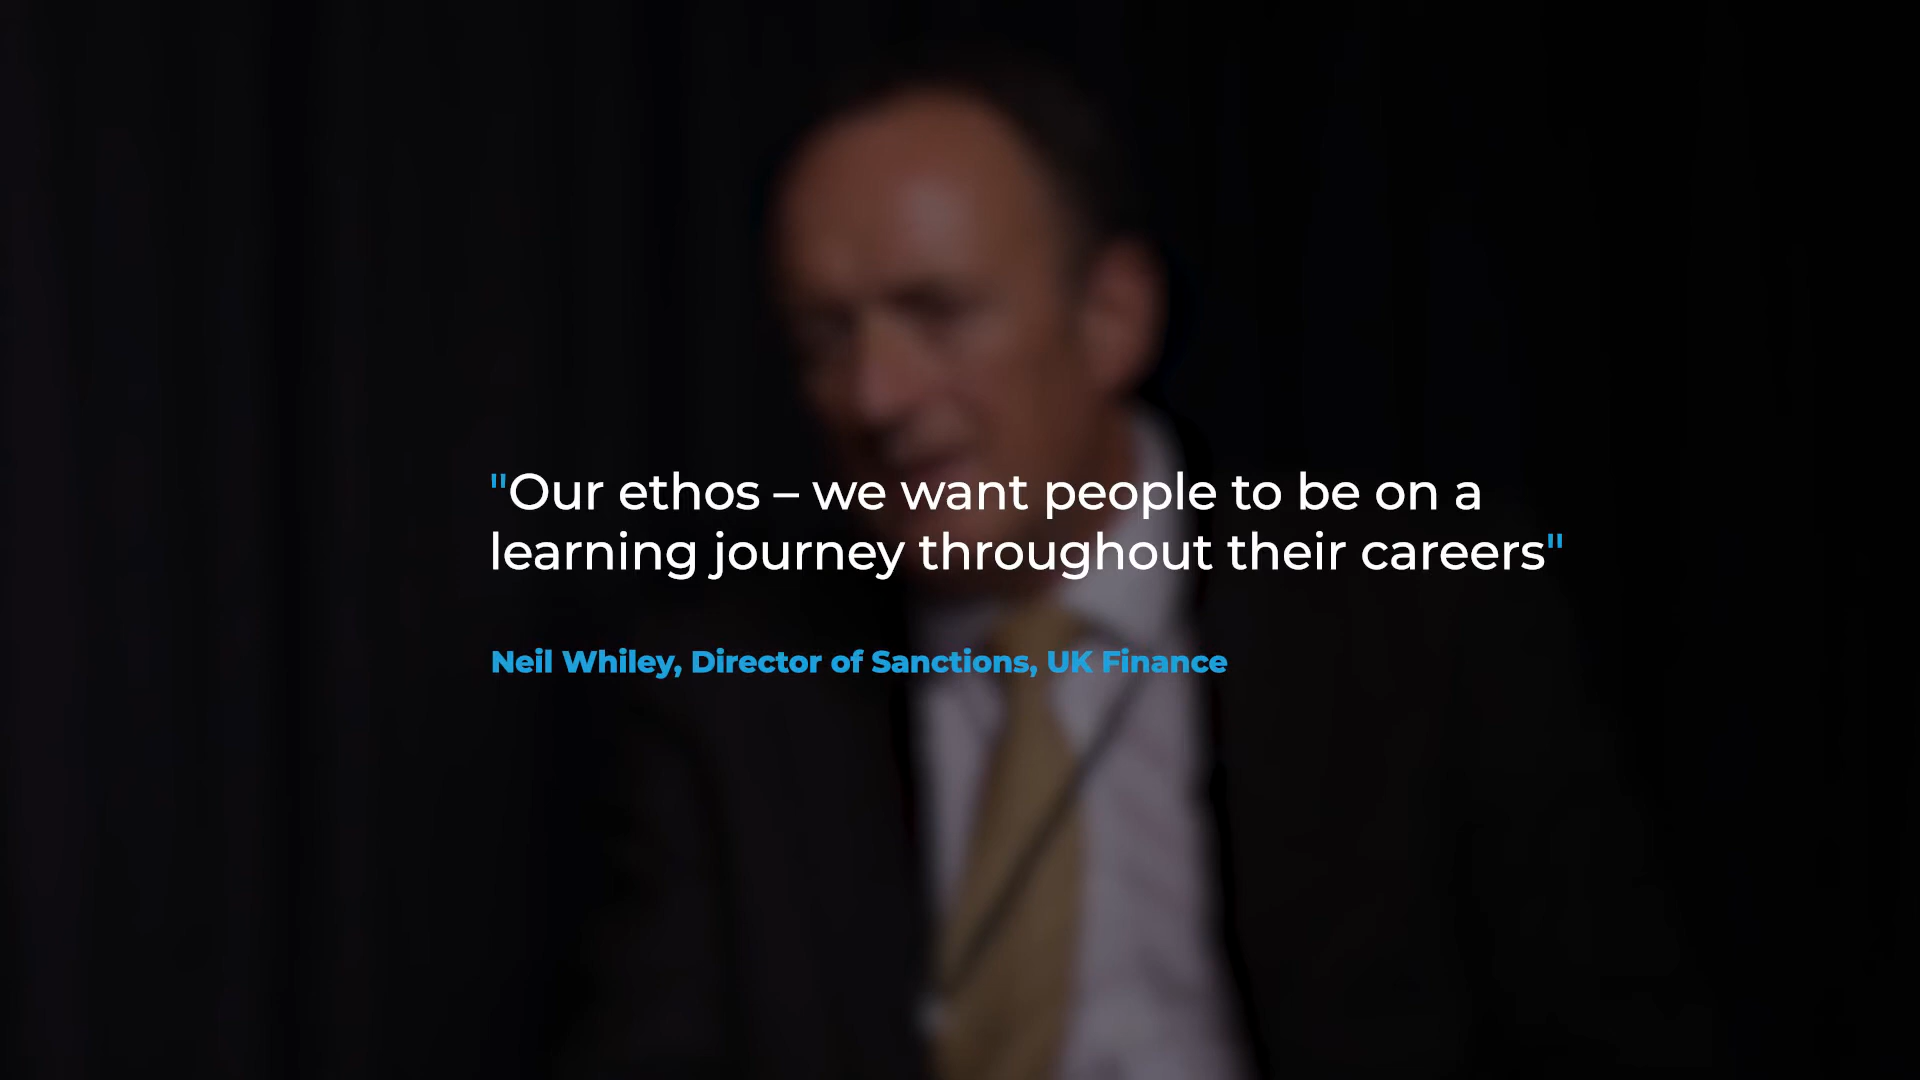 "Our ethos – we want people to be on a
learning journey throughout their careers"
Neil Whiley, Director of Sanctions, UK Finance